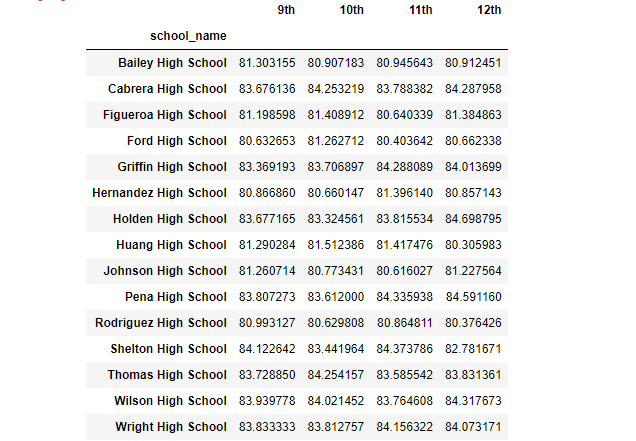 9th 10th 11th 12th
school_name
Bailey High School 81.303155 80.907183 80.945643 80.912451
Cabrera High School 83.676136 84.253219 83.788382 84.287958
Figueroa High School 81.198598 81.408912 80.640339 81.384863
Ford High School 80.632653 81.262712 80.403642 80.662338
Griffin High School 83.369193 83.706897 84.288089 84.013699
Hernandez High School 80.866860 80.660147 81.396140 80.857143
Holden High School 83.677165 83.324561 83.815534 84.698795
Huang High School 81.290284 81.512386 81.417476 80.305983
Johnson High School 81.260714 80.773431 80.616027 81.227564
Pena High School 83.807273 83.612000 84.335938 84.591160
Rodriguez High School 80.993127 80.629808 80.864811 80.376426
Shelton High School 84.122642 83.441964 84.373786 82.781671
Thomas High School 83.728850 84.254157 83.585542 83.831361
Wilson High School 83.939778 84.021452 83.764608 84.317673
Wright High School 83.833333 83.812757 84.156322 84.073171